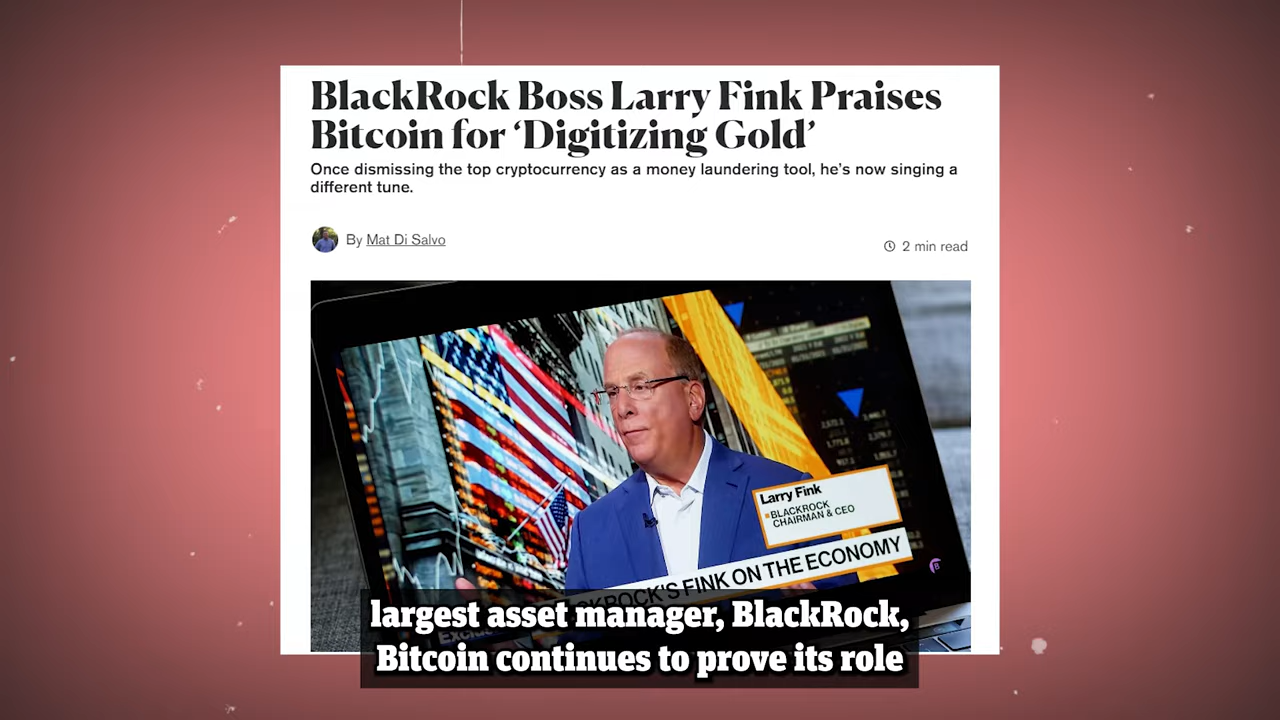 BlackRock Boss Larry Fink Praises
Bitcoin for ‘Digitizing Gold’
Once dismissing the top cryptocurrency as a money laundering tool, he's now singing a
different tune.
By Mat Di Salvo
2 min read
Larry Fink
BLACKROCK
CHAIRMAN & CEO
BLACKROCK'S FINK ON THE ECONOMY
largest asset manager, BlackRock,
Bitcoin continues to prove its role